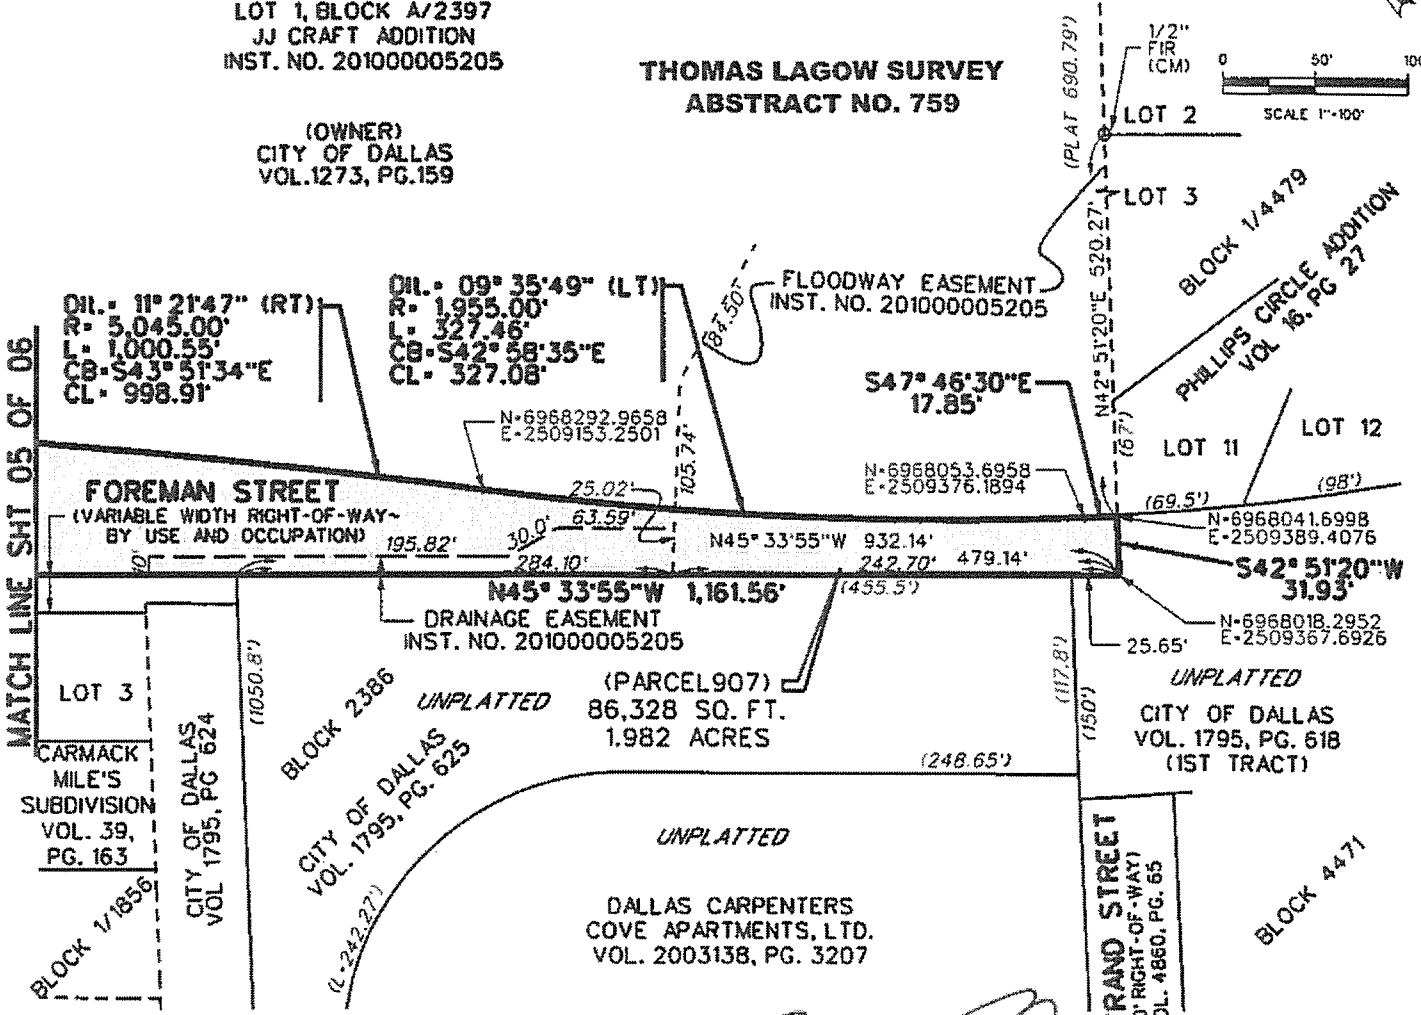 LOT 1, BLOCK A/2397
JJ CRAFT ADDITION
INST. NO. 201000005205
(OWNER)
CITY OF DALLAS
VOL.1273, PG.159
THOMAS LAGOW SURVEY
ABSTRACT NO. 759
(PLAT 690.79')
1/2"
FIR
(CM)
0 50' 100
SCALE 1"=100'
LOT 2
LOT 3
N42°51'20"E 520.27'
BLOCK 1/4479
PHILLIPS CIRCLE ADDITION
VOL 16, PG 27
FLOODWAY EASEMENT
INST. NO. 201000005205
184.50'
DIL.= 11°21'47" (RT)
R= 5,045.00'
L= 1,000.55'
CB=S43°51'34"E
CL= 998.91'
DIL.= 09°35'49" (LT)
R= 1,955.00'
L= 327.46'
CB=S42°58'35"E
CL= 327.08'
S47°46'30"E
17.85'
(67')
LOT 11
LOT 12
(69.5')
(98')
N=6968292.9658
E=2509153.2501
105.74'
N=6968053.6958
E=2509376.1894
N=6968041.6998
E=2509389.4076
MATCH LINE SHT 05 OF 06
FOREMAN STREET
(VARIABLE WIDTH RIGHT-OF-WAY~
BY USE AND OCCUPATION)
25.02'
63.59'
30.0'
195.82'
10'
284.10'
N45°33'55"W 932.14'
242.70'
479.14'
S42°51'20"W
31.93'
N45°33'55"W 1,161.56'
(455.5')
N=6968018.2952
E=2509367.6926
25.65'
DRAINAGE EASEMENT
INST. NO. 201000005205
LOT 3
(1050.8')
BLOCK 2386
UNPLATTED
(PARCEL907)
86,328 SQ. FT.
1.982 ACRES
(117.8')
(150')
UNPLATTED
CITY OF DALLAS
VOL. 1795, PG. 618
(1ST TRACT)
CARMACK
MILE'S
SUBDIVISION
VOL. 39,
PG. 163
CITY OF DALLAS
VOL 1795, PG 624
CITY OF DALLAS
VOL. 1795, PG. 625
(248.65')
UNPLATTED
(L=242.27')
DALLAS CARPENTERS
COVE APARTMENTS, LTD.
VOL. 2003138, PG. 3207
BLOCK 1/1856
RAND STREET
0' RIGHT-OF-WAY)
OL. 4860, PG. 65
BLOCK 4471